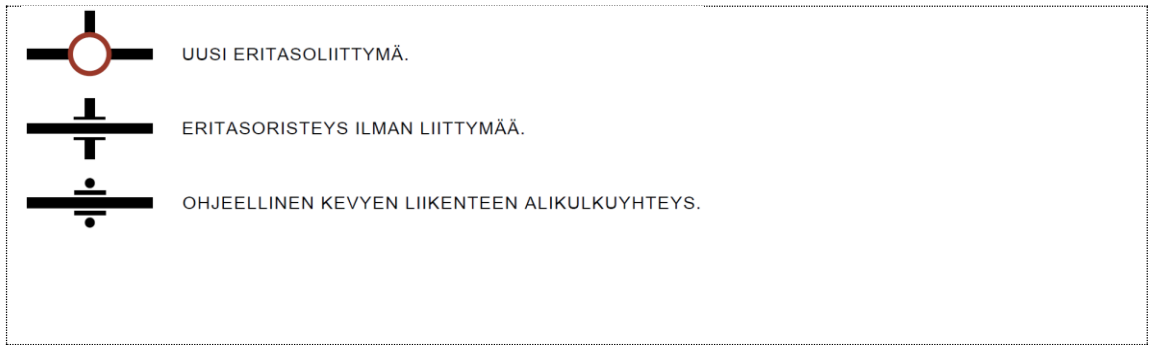 UUSI ERITASOLIITTYMÄ.
ERITASORISTEYS ILMAN LIITTYMÄÄ.
OHJEELLINEN KEVYEN LIIKENTEEN ALIKULKUYHTEYS.